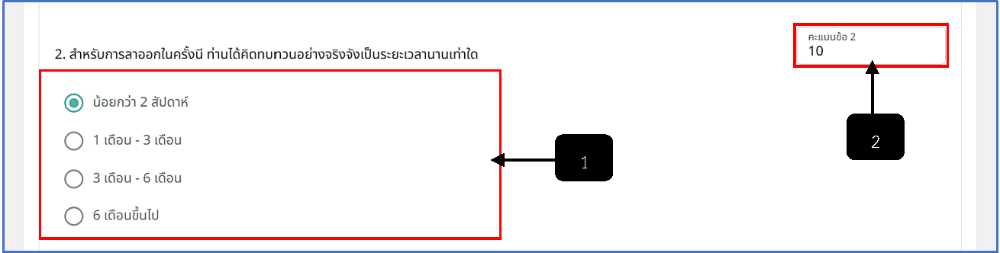 คะแนนข้อ 2
10
2. สำหรับการลาออกในครั้งนี้ ท่านได้คิดทบทวนอย่างจริงจังเป็นระยะเวลานานเท่าใด
น้อยกว่า 2 สัปดาห์
1 เดือน - 3 เดือน
3 เดือน - 6 เดือน
6 เดือนขึ้นไป
1
2